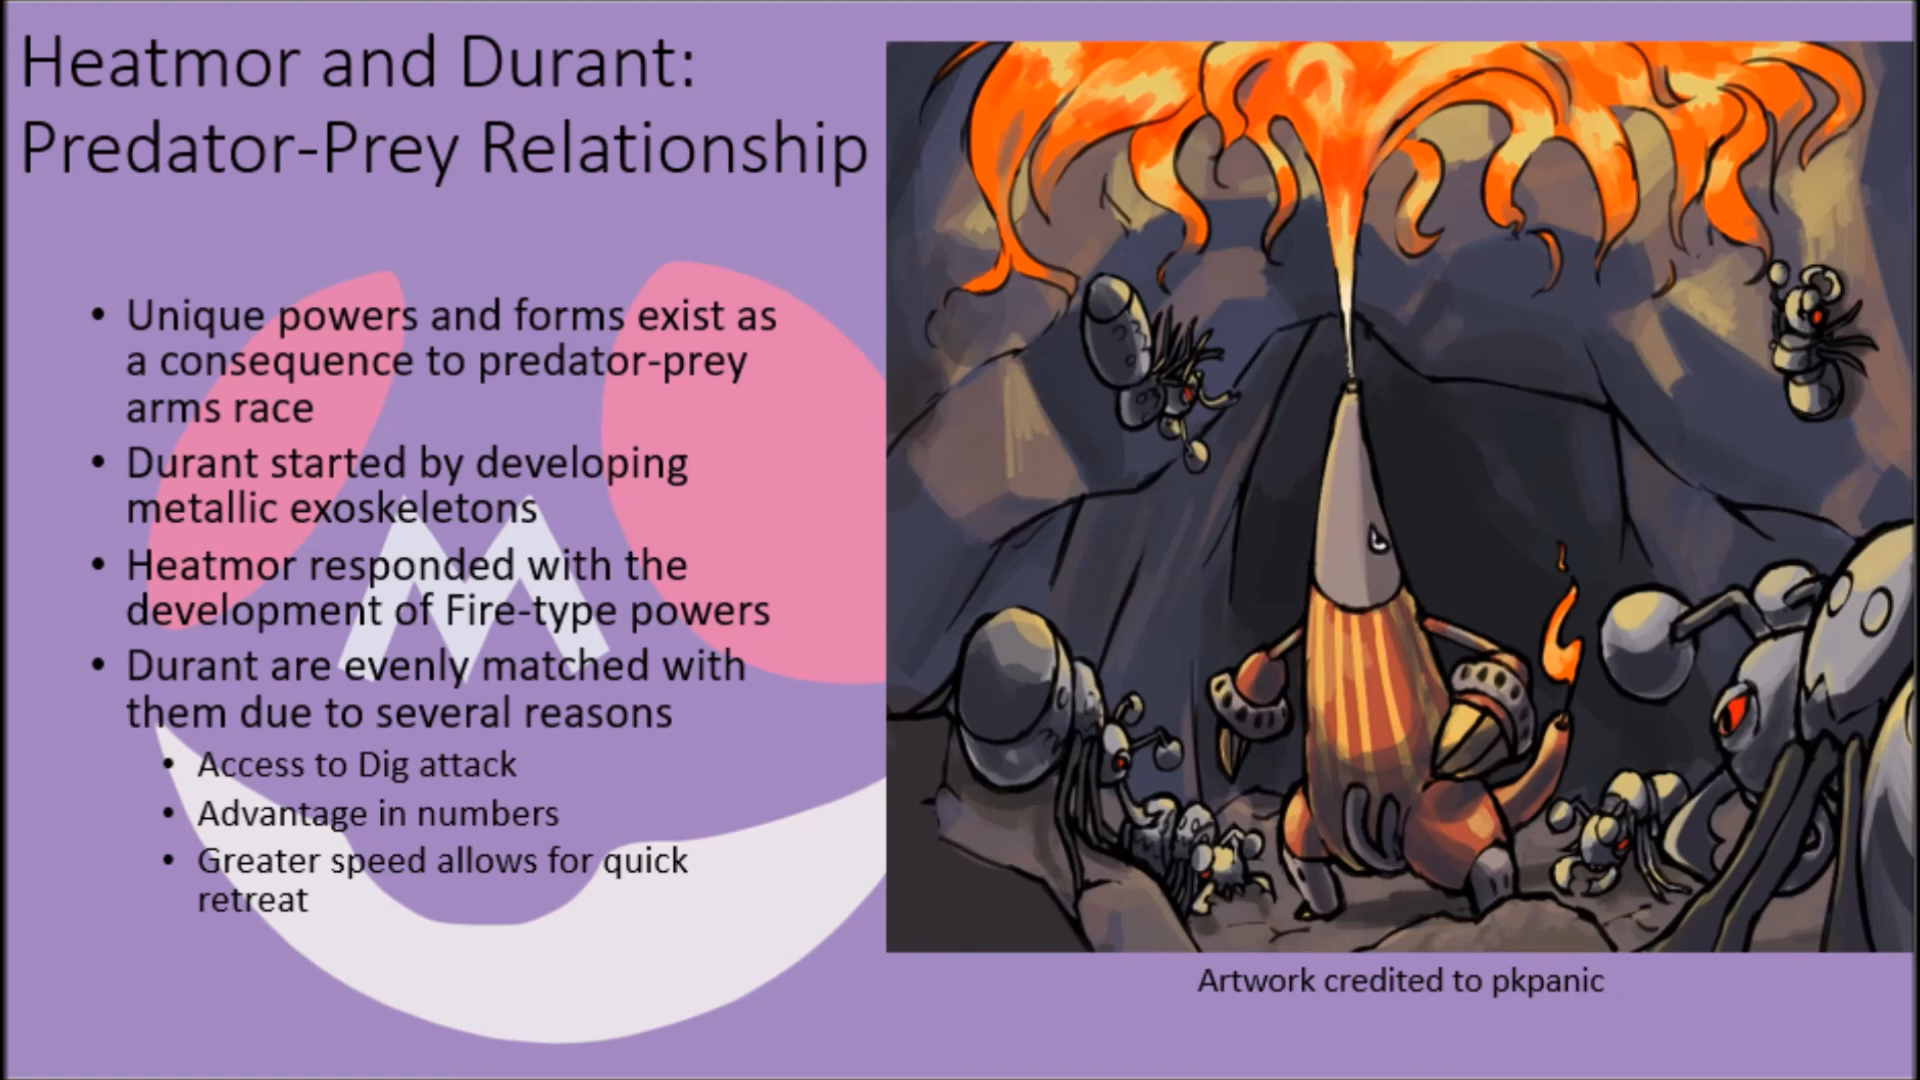 Heatmor and Durant:
Predator-Prey Relationship
• Unique powers and forms exist as
a consequence to predator-prey
arms race
• Durant started by developing
metallic exoskeletons
• Heatmor responded with the
development of Fire-type powers
• Durant are evenly matched with
them due to several reasons
• Access to Dig attack
• Advantage in numbers
• Greater speed allows for quick
retreat
Artwork credited to pkpanic